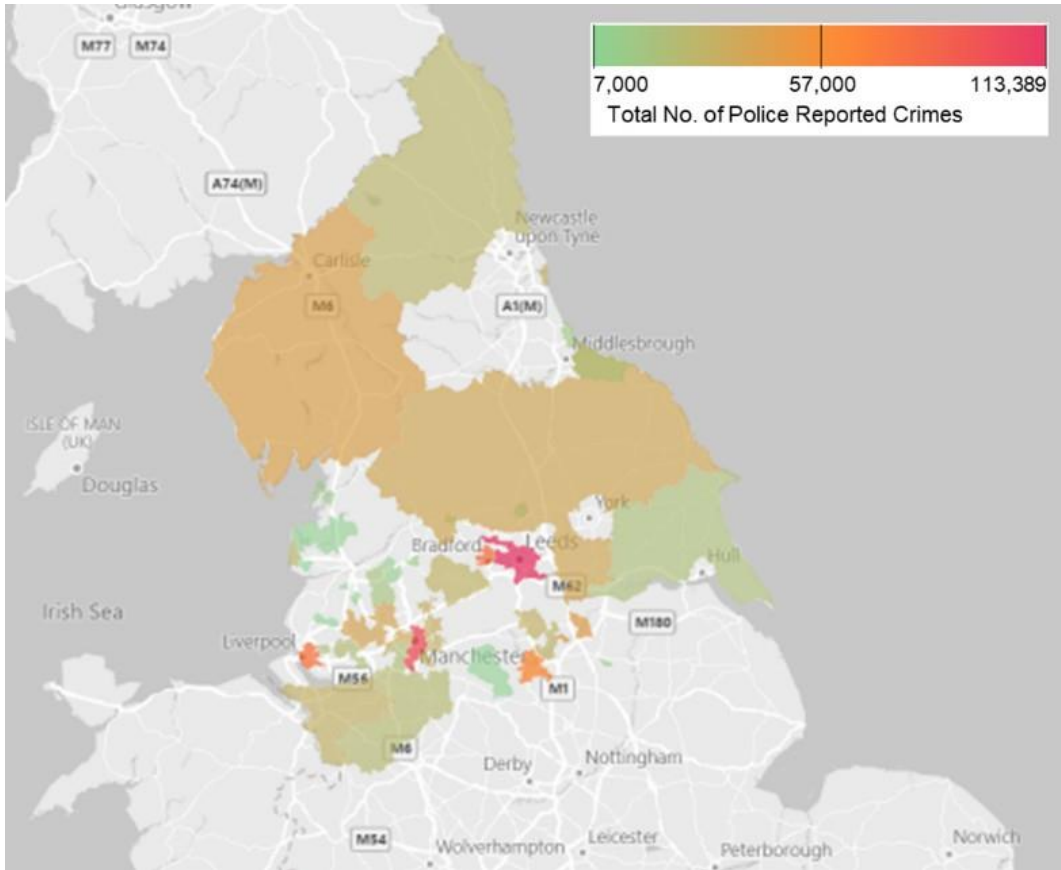 Glasgow
M77
M74
7,000
57,000
113,389
Total No. of Police Reported Crimes
A74(M)
Newcastle
upon Tyne
Carlisle
M6
A1(M)
Middlesbrough
ISLE OF MAN
(UK)
Douglas
York
Bradford
Leeds
Hull
M62
Irish Sea
M180
Liverpool
Manchester
M56
M1
M6
Derby
Nottingham
M54
Wolverhampton
Leicester
Peterborough
Norwich